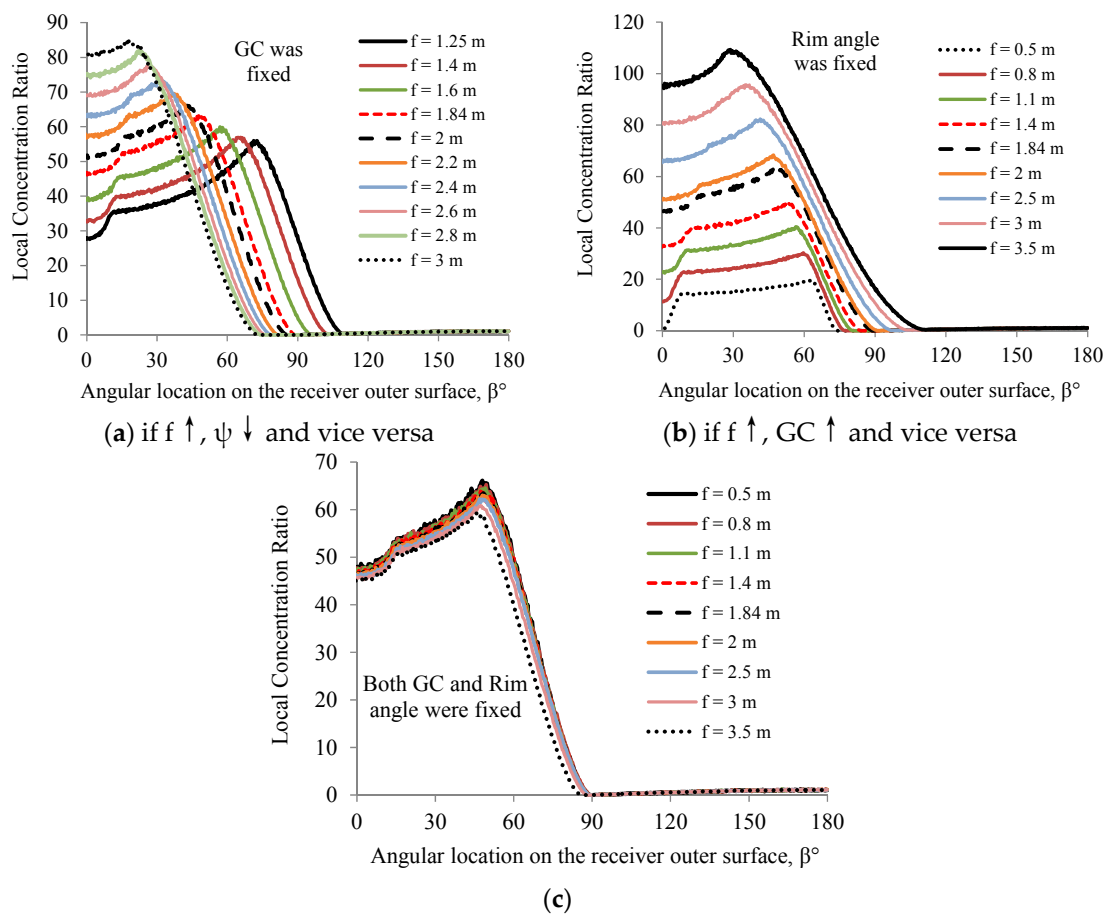 90
80
70
60
50
40
30
20
10
0
Local Concentration Ratio
GC was
fixed
f = 1.25 m
f = 1.4 m
f = 1.6 m
f = 1.84 m
f = 2 m
f = 2.2 m
f = 2.4 m
f = 2.6 m
f = 2.8 m
f = 3 m
0 30 60 90 120 150 180
Angular location on the receiver outer surface, β°
(a) if f ↑, ψ ↓ and vice versa
120
100
80
60
40
20
0
Local Concentration Ratio
Rim angle
was fixed
f = 0.5 m
f = 0.8 m
f = 1.1 m
f = 1.4 m
f = 1.84 m
f = 2 m
f = 2.5 m
f = 3 m
f = 3.5 m
0 30 60 90 120 150 180
Angular location on the receiver outer surface, β°
(b) if f ↑, GC ↑ and vice versa
70
60
50
40
30
20
10
0
Local Concentration Ratio
Both GC and Rim
angle were fixed
f = 0.5 m
f = 0.8 m
f = 1.1 m
f = 1.4 m
f = 1.84 m
f = 2 m
f = 2.5 m
f = 3 m
f = 3.5 m
0 30 60 90 120 150 180
Angular location on the receiver outer surface, β°
(c)